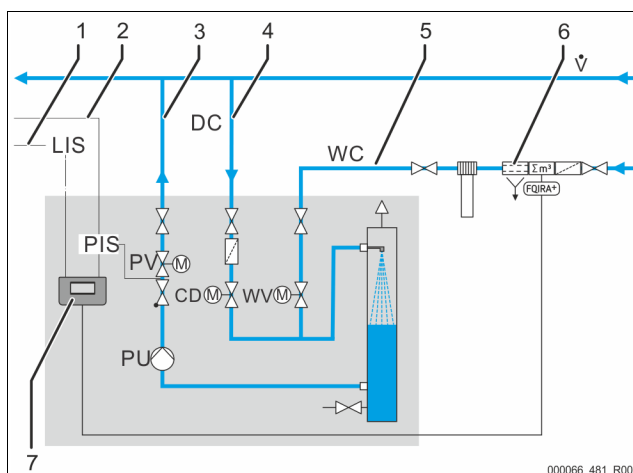 1 2 3 4 5 6
V̇
DC
WC
LIS
Σm³
FQIRA+
PIS
PV M
CD M WV M
PU
7
000066_481_R00